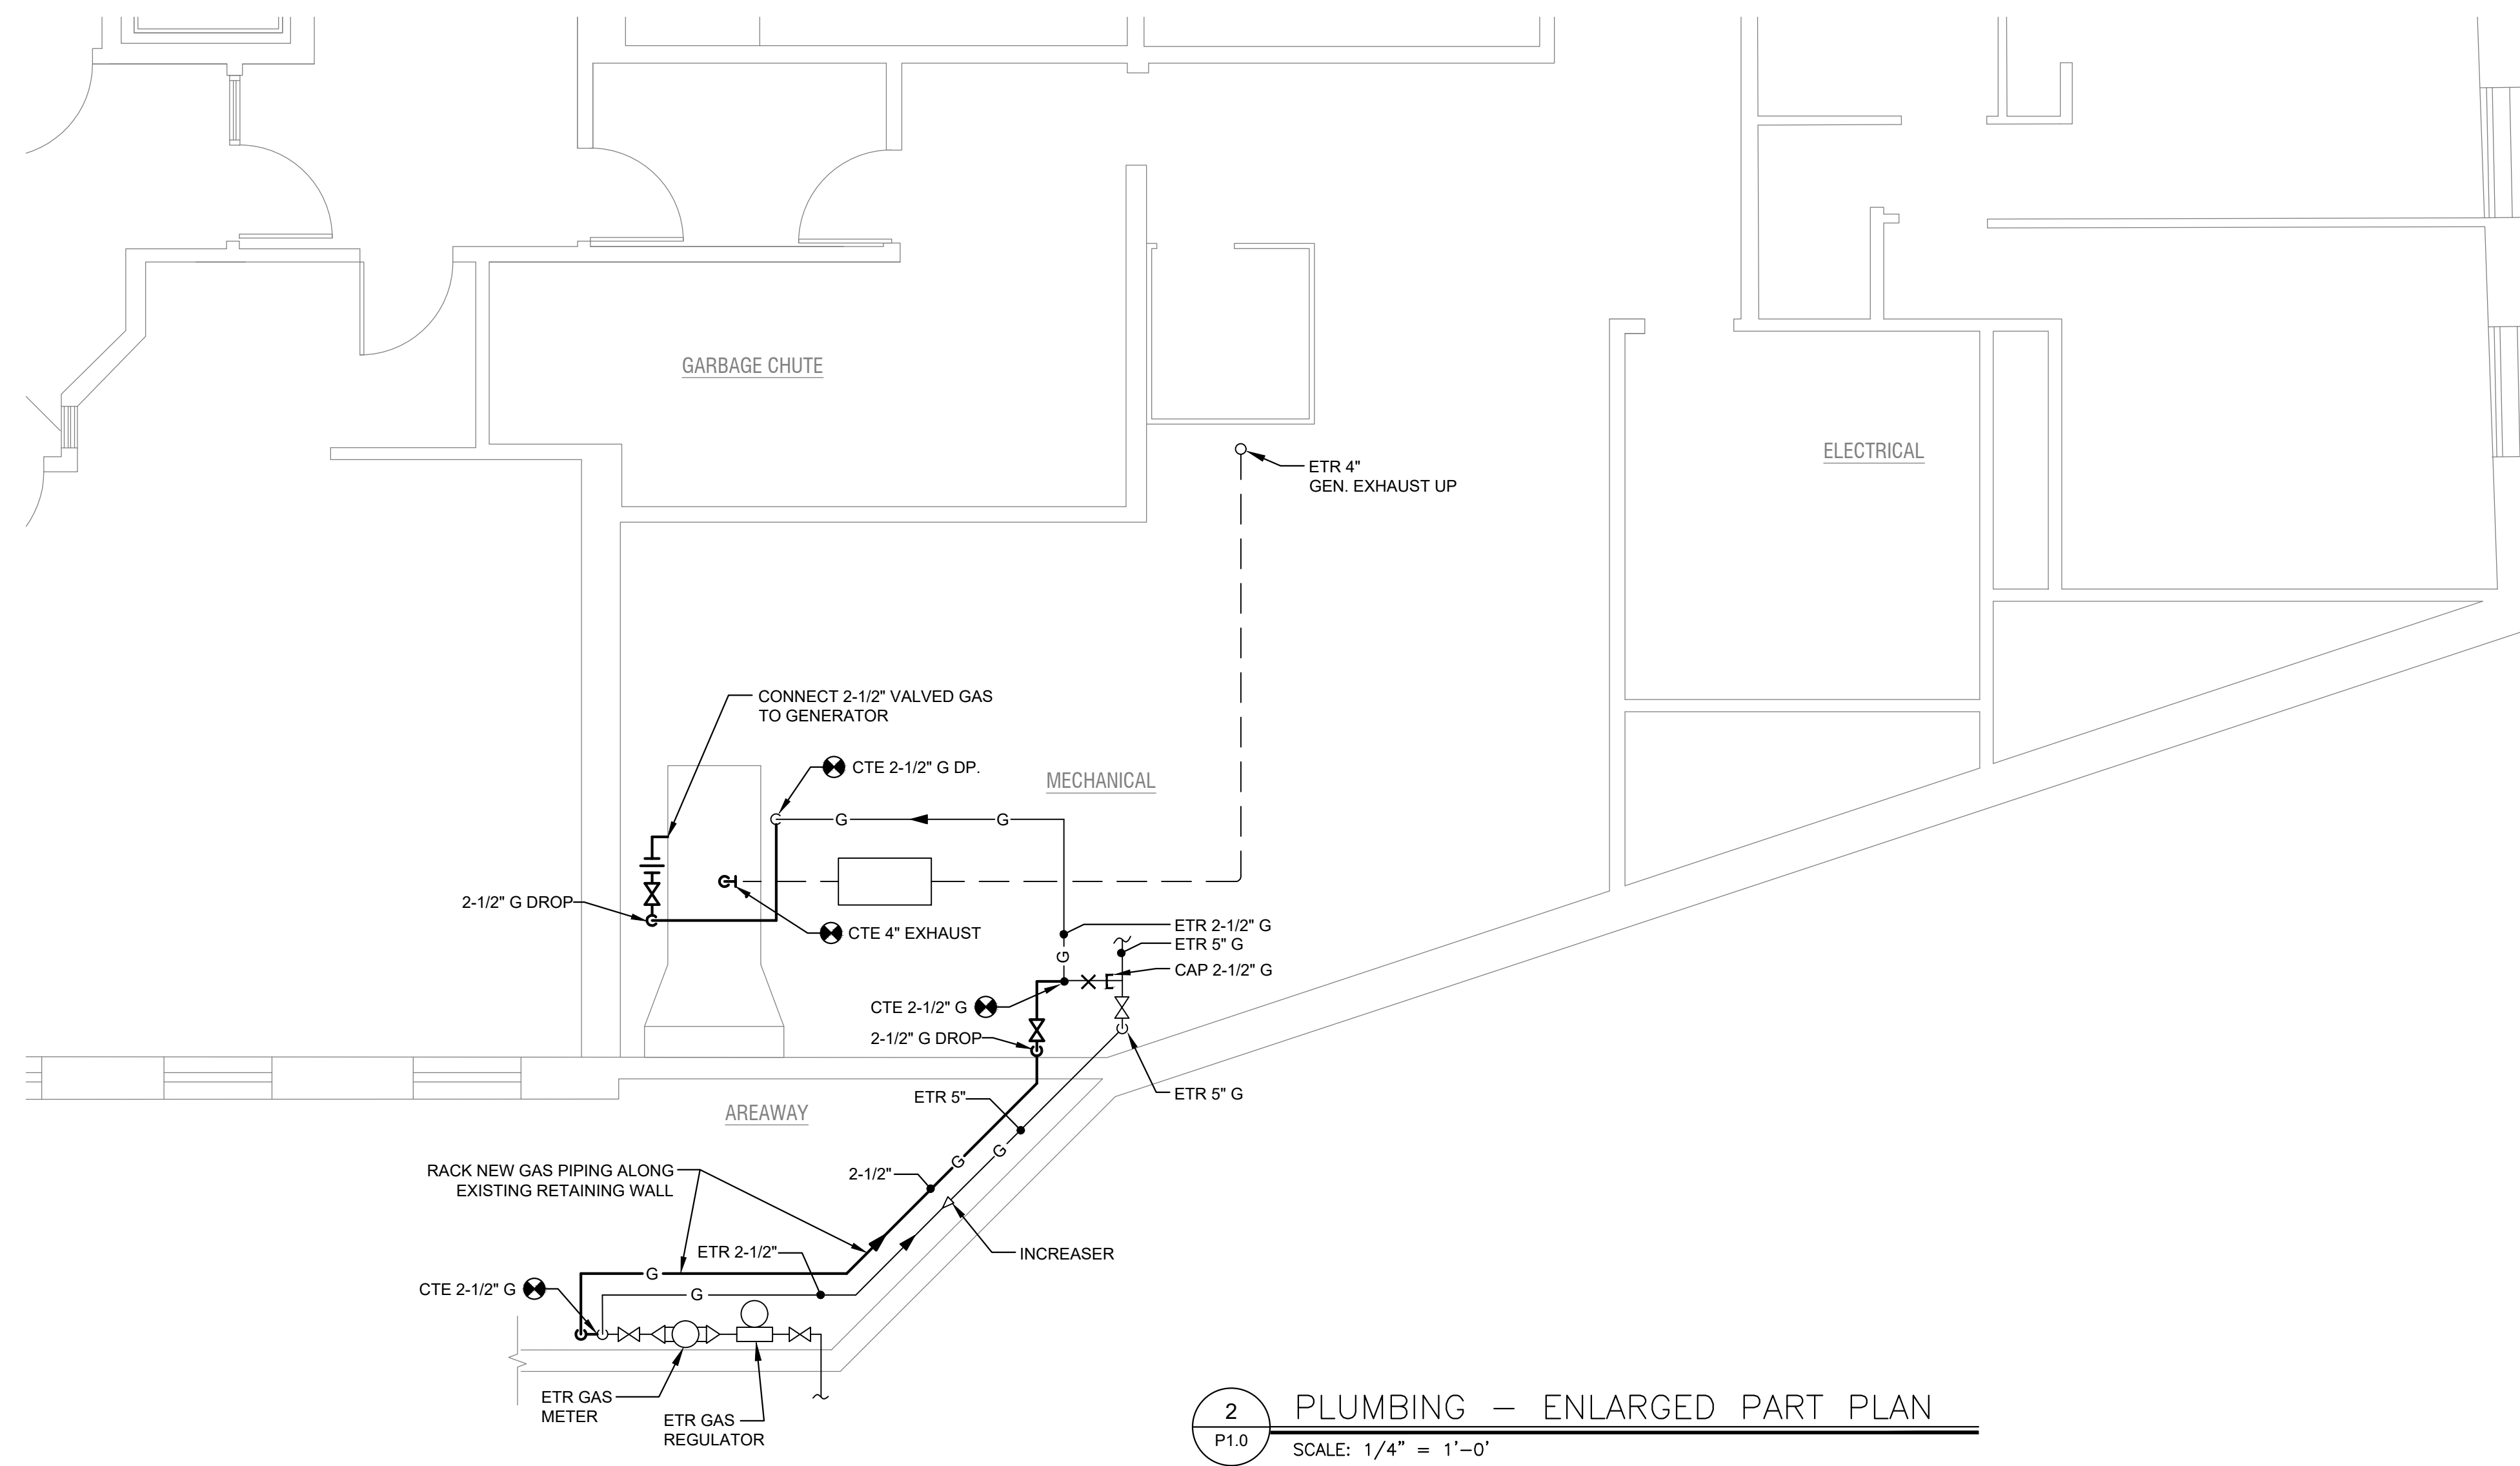 GARBAGE CHUTE
ELECTRICAL
ETR 4"
GEN. EXHAUST UP
CONNECT 2-1/2" VALVED GAS
TO GENERATOR
CTE 2-1/2" G DP.
MECHANICAL
G
G
2-1/2" G DROP
CTE 4" EXHAUST
ETR 2-1/2" G
ETR 5" G
G
CAP 2-1/2" G
CTE 2-1/2" G
2-1/2" G DROP
ETR 5" G
ETR 5"
AREAWAY
G
G
2-1/2"
RACK NEW GAS PIPING ALONG
EXISTING RETAINING WALL
ETR 2-1/2"
INCREASER
G
CTE 2-1/2" G
G
ETR GAS
METER
ETR GAS
REGULATOR
2
P1.0
PLUMBING - ENLARGED PART PLAN
SCALE: 1/4" = 1'-0'